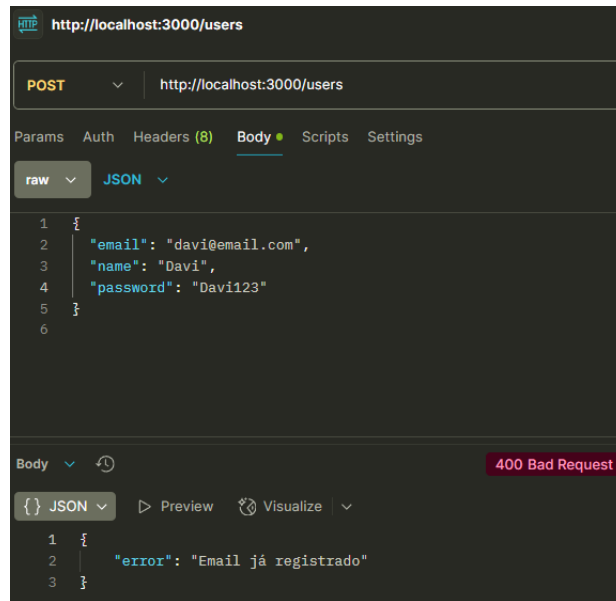 HTTP http://localhost:3000/users
POST http://localhost:3000/users
Params Auth Headers (8) Body Scripts Settings
raw JSON
1 {
2 "email": "davi@email.com",
3 "name": "Davi",
4 "password": "Davi123"
5 }
6
Body 400 Bad Request
{} JSON Preview Visualize
1 {
2 "error": "Email já registrado"
3 }